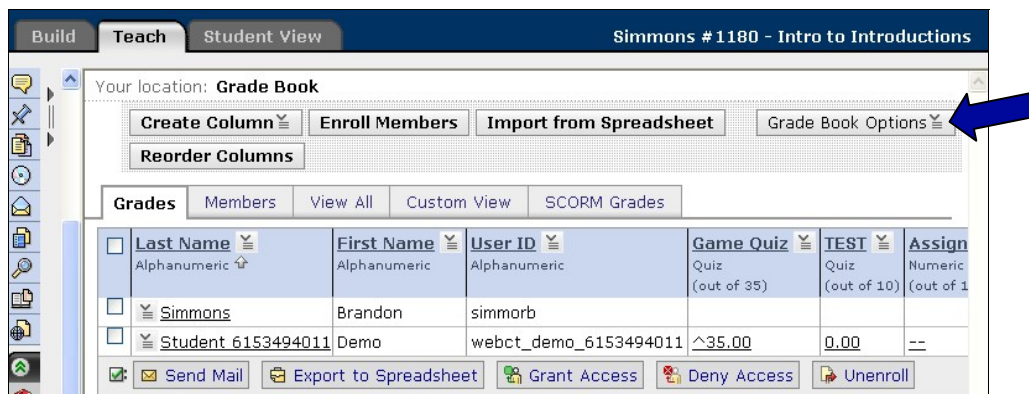 Build Teach Student View Simmons #1180 - Intro to Introductions
Your location: Grade Book
Create Column Enroll Members Import from Spreadsheet Grade Book Options
Reorder Columns
Grades Members View All Custom View SCORM Grades
Last Name First Name User ID Game Quiz TEST Assign
Alphanumeric Alphanumeric Alphanumeric Quiz Quiz Numeric
(out of 35) (out of 10) (out of 1
Simmons Brandon simmorb
Student 6153494011 Demo webct_demo_6153494011 ^35.00 0.00 --
Send Mail Export to Spreadsheet Grant Access Deny Access Unenroll